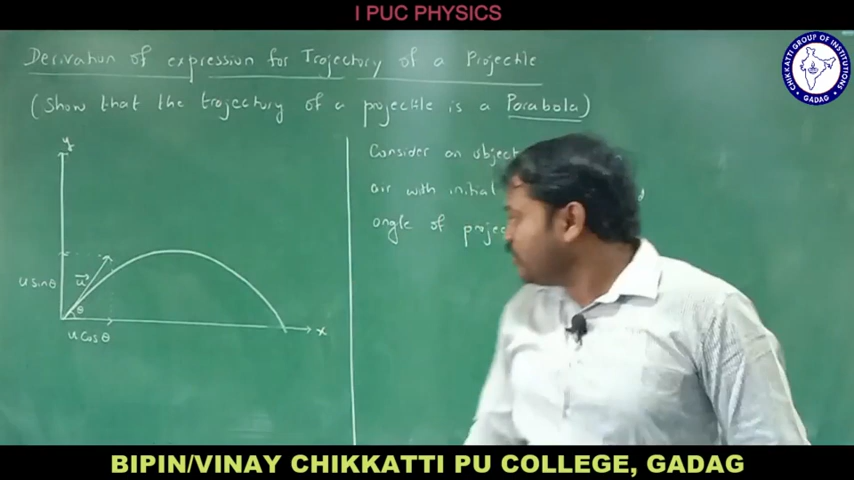 I PUC PHYSICS
Derivation of expression for Trajectory of a Projectile
(Show that the trajectory of a projectile is a Parabola)
CHIKKATTI GROUP OF INSTITUTIONS
GADAG
y
Consider an object
air with initial
angle of
u sinθ
u
θ
x
u cosθ
BIPIN/VINAY CHIKKATTI PU COLLEGE, GADAG